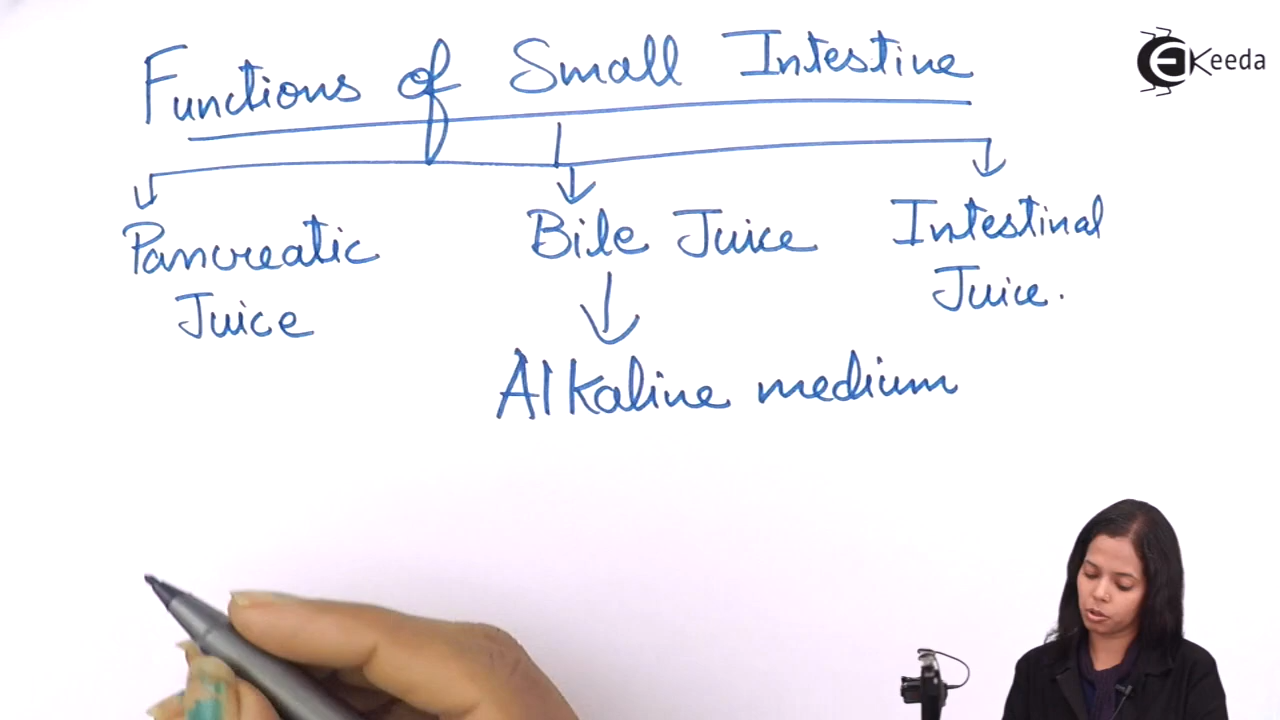 Functions of Small Intestine
Pancreatic Juice
Bile Juice
Intestinal Juice.
Alkaline medium
EKeeda